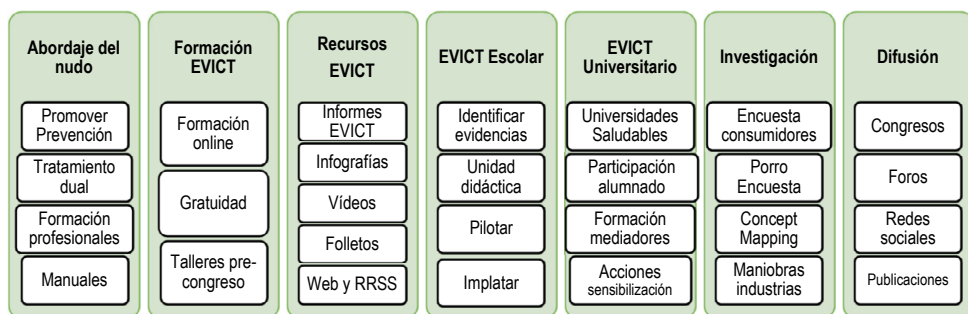 Abordaje del
nudo
Promover
Prevención
Tratamiento
dual
Formación
profesionales
Manuales
Formación
EVICT
Formación
online
Gratuidad
Talleres pre-
congreso
Recursos
EVICT
Informes
EVICT
Infografías
Vídeos
Folletos
Web y RRSS
EVICT Escolar
Identificar
evidencias
Unidad
didáctica
Pilotar
Implatar
EVICT
Universitario
Universidades
Saludables
Participación
alumnado
Formación
mediadores
Acciones
sensibilización
Investigación
Encuesta
consumidores
Porro
Encuesta
Concept
Mapping
Maniobras
industrias
Difusión
Congresos
Foros
Redes
sociales
Publicaciones